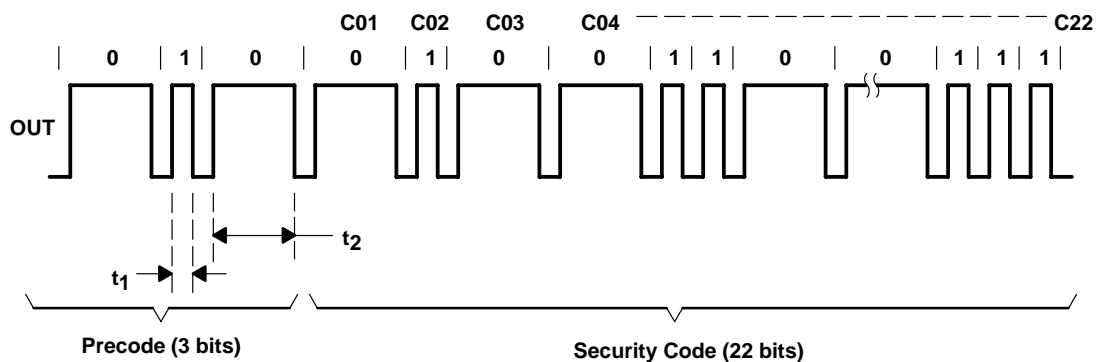 C01 C02 C03 C04 C22
0 1 0 0 1 0 0 1 1 0 0 1 1 1
OUT
t2
t1
Precode (3 bits) Security Code (22 bits)